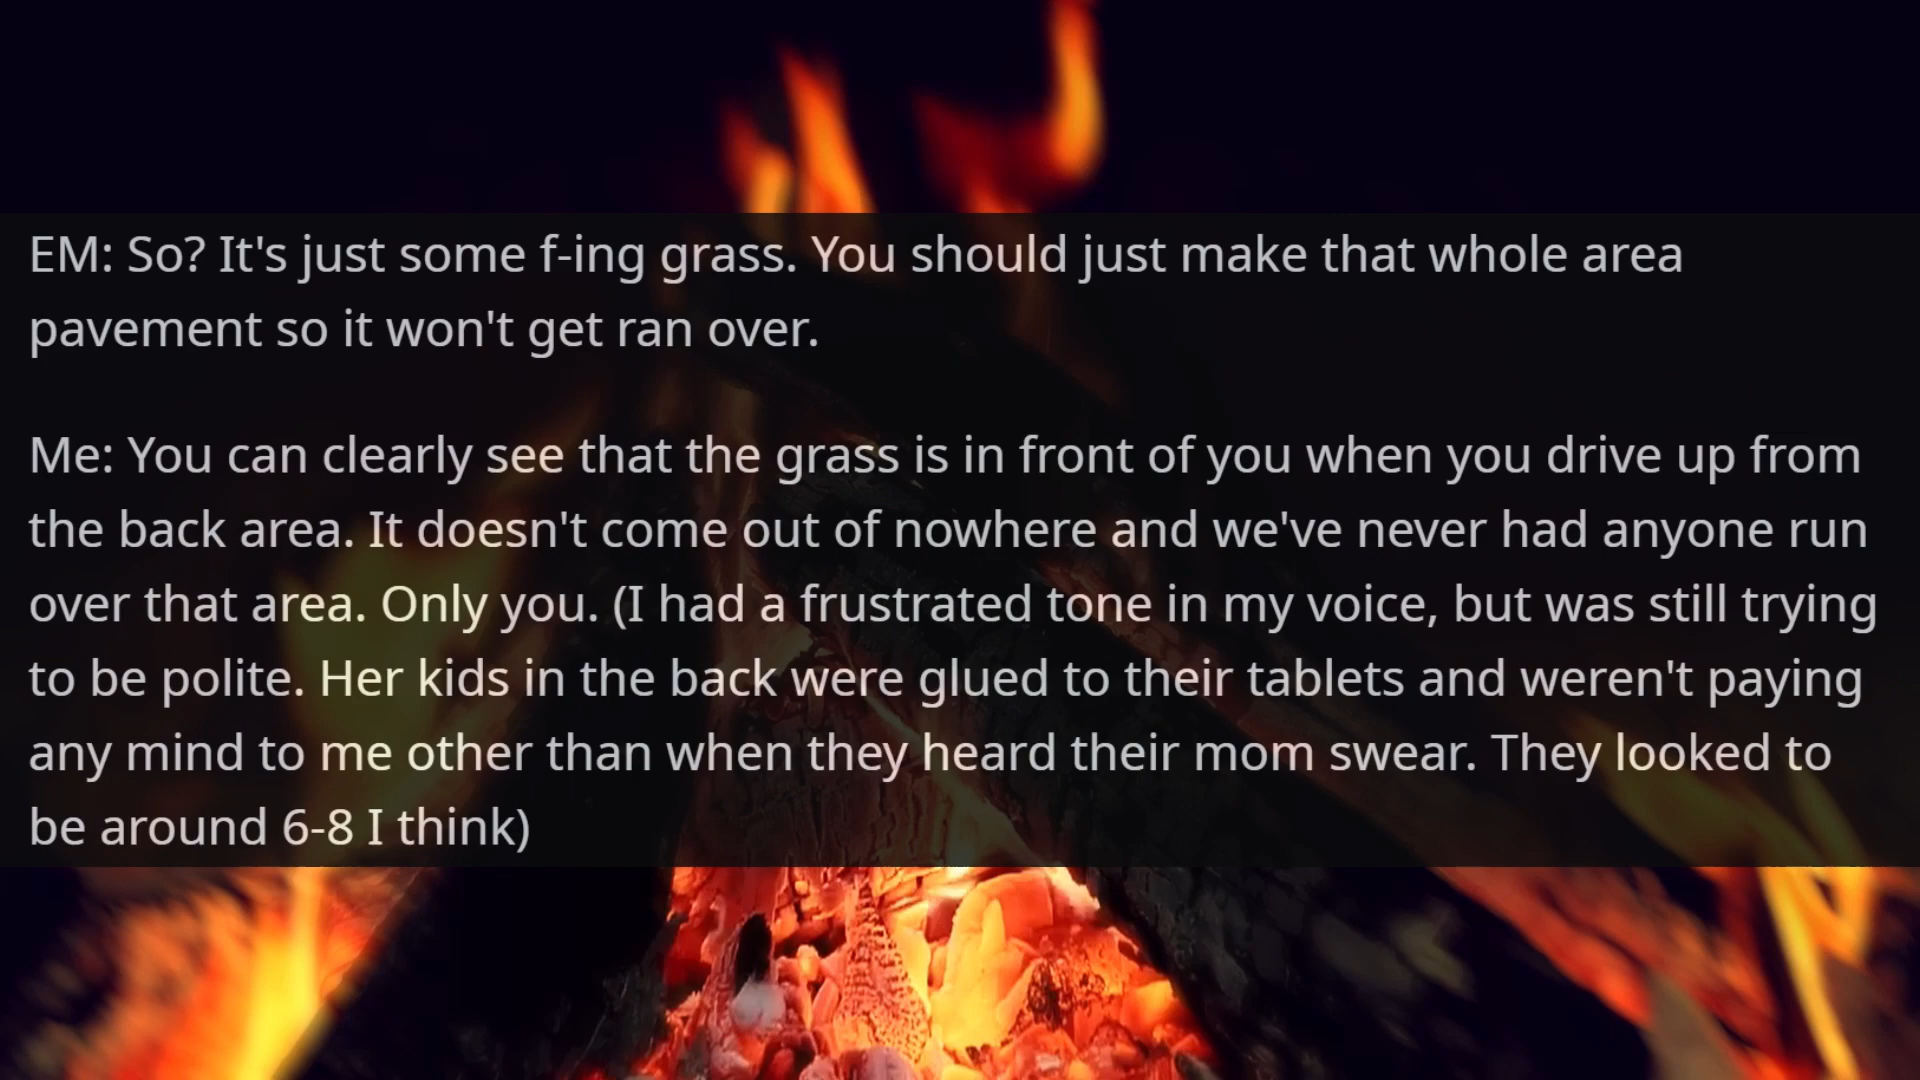 EM: So? It's just some f-ing grass. You should just make that whole area
pavement so it won't get ran over.
Me: You can clearly see that the grass is in front of you when you drive up from
the back area. It doesn't come out of nowhere and we've never had anyone run
over that area. Only you. (I had a frustrated tone in my voice, but was still trying
to be polite. Her kids in the back were glued to their tablets and weren't paying
any mind to me other than when they heard their mom swear. They looked to
be around 6-8 I think)